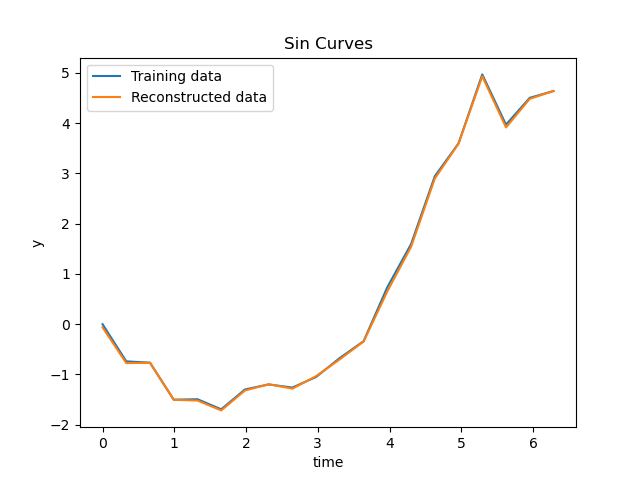 Sin Curves
Training data
Reconstructed data
5
4
3
2
1
0
−1
−2
y
0 1 2 3 4 5 6
time